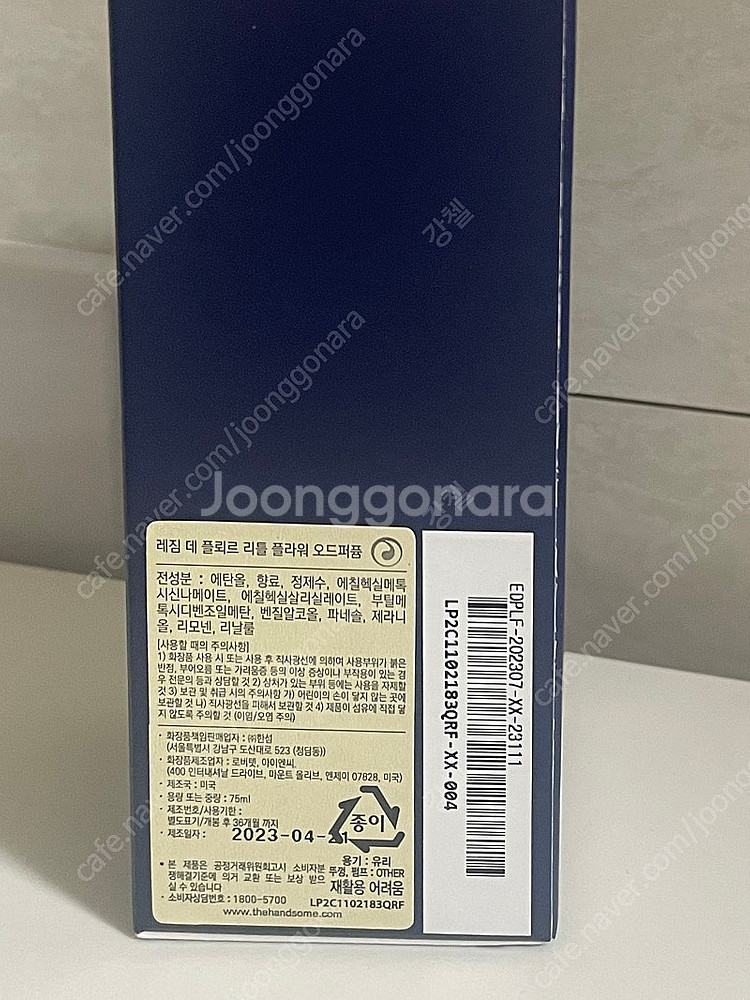 레짐 데 플뢰르 리틀 플라워 오드퍼퓸
전성분 : 에탄올, 향료, 정제수, 에칠헥실메톡
시신나메이트, 에칠헥실살리실레이트, 부틸메
톡시디벤조일메탄, 벤질알코올, 파네솔, 제라니
올, 리모넨, 리날룰
[사용할 때의 주의사항]
1) 화장품 사용 시 또는 사용 후 직사광선에 의하여 사용부위가 붉은
반점, 부어오름 또는 가려움증 등의 이상 증상이나 부작용이 있는 경
우 전문의 등과 상담할 것 2) 상처가 있는 부위 등에는 사용을 자제할
것 3) 보관 및 취급 시의 주의사항 가) 어린이의 손이 닿지 않는 곳에
보관할 것 나) 직사광선을 피해서 보관할 것 4) 제품이 섬유에 직접 닿
지 않도록 주의할 것 (이염/오염 주의)
· 화장품책임판매업자 : ㈜한섬
(서울특별시 강남구 도산대로 523 (청담동))
· 화장품제조업자 : 로버텟, 아이엔씨.
(400 인터내셔널 드라이브, 마운트 올리브, 엔제이 07828, 미국)
· 제조국 : 미국
· 용량 또는 중량 : 75ml
· 제조번호/사용기한 :
별도표기/개봉 후 36개월 까지
· 제조일자 : 2023-04-21
종이
용기 : 유리
뚜껑, 펌프 : OTHER
재활용 어려움
* 본 제품은 공정거래위원회고시 소비자분
쟁해결기준에 의거 교환 또는 보상 받으
실 수 있습니다
· 소비자상담번호 : 1800-5700
LP2C1102183QRF
www.thehandsome.com
EDPLF-202307-XX-23111
LP2C1102183QRF-XX-004
Joonggonara
cafe.naver.com/joonggonara
강첼